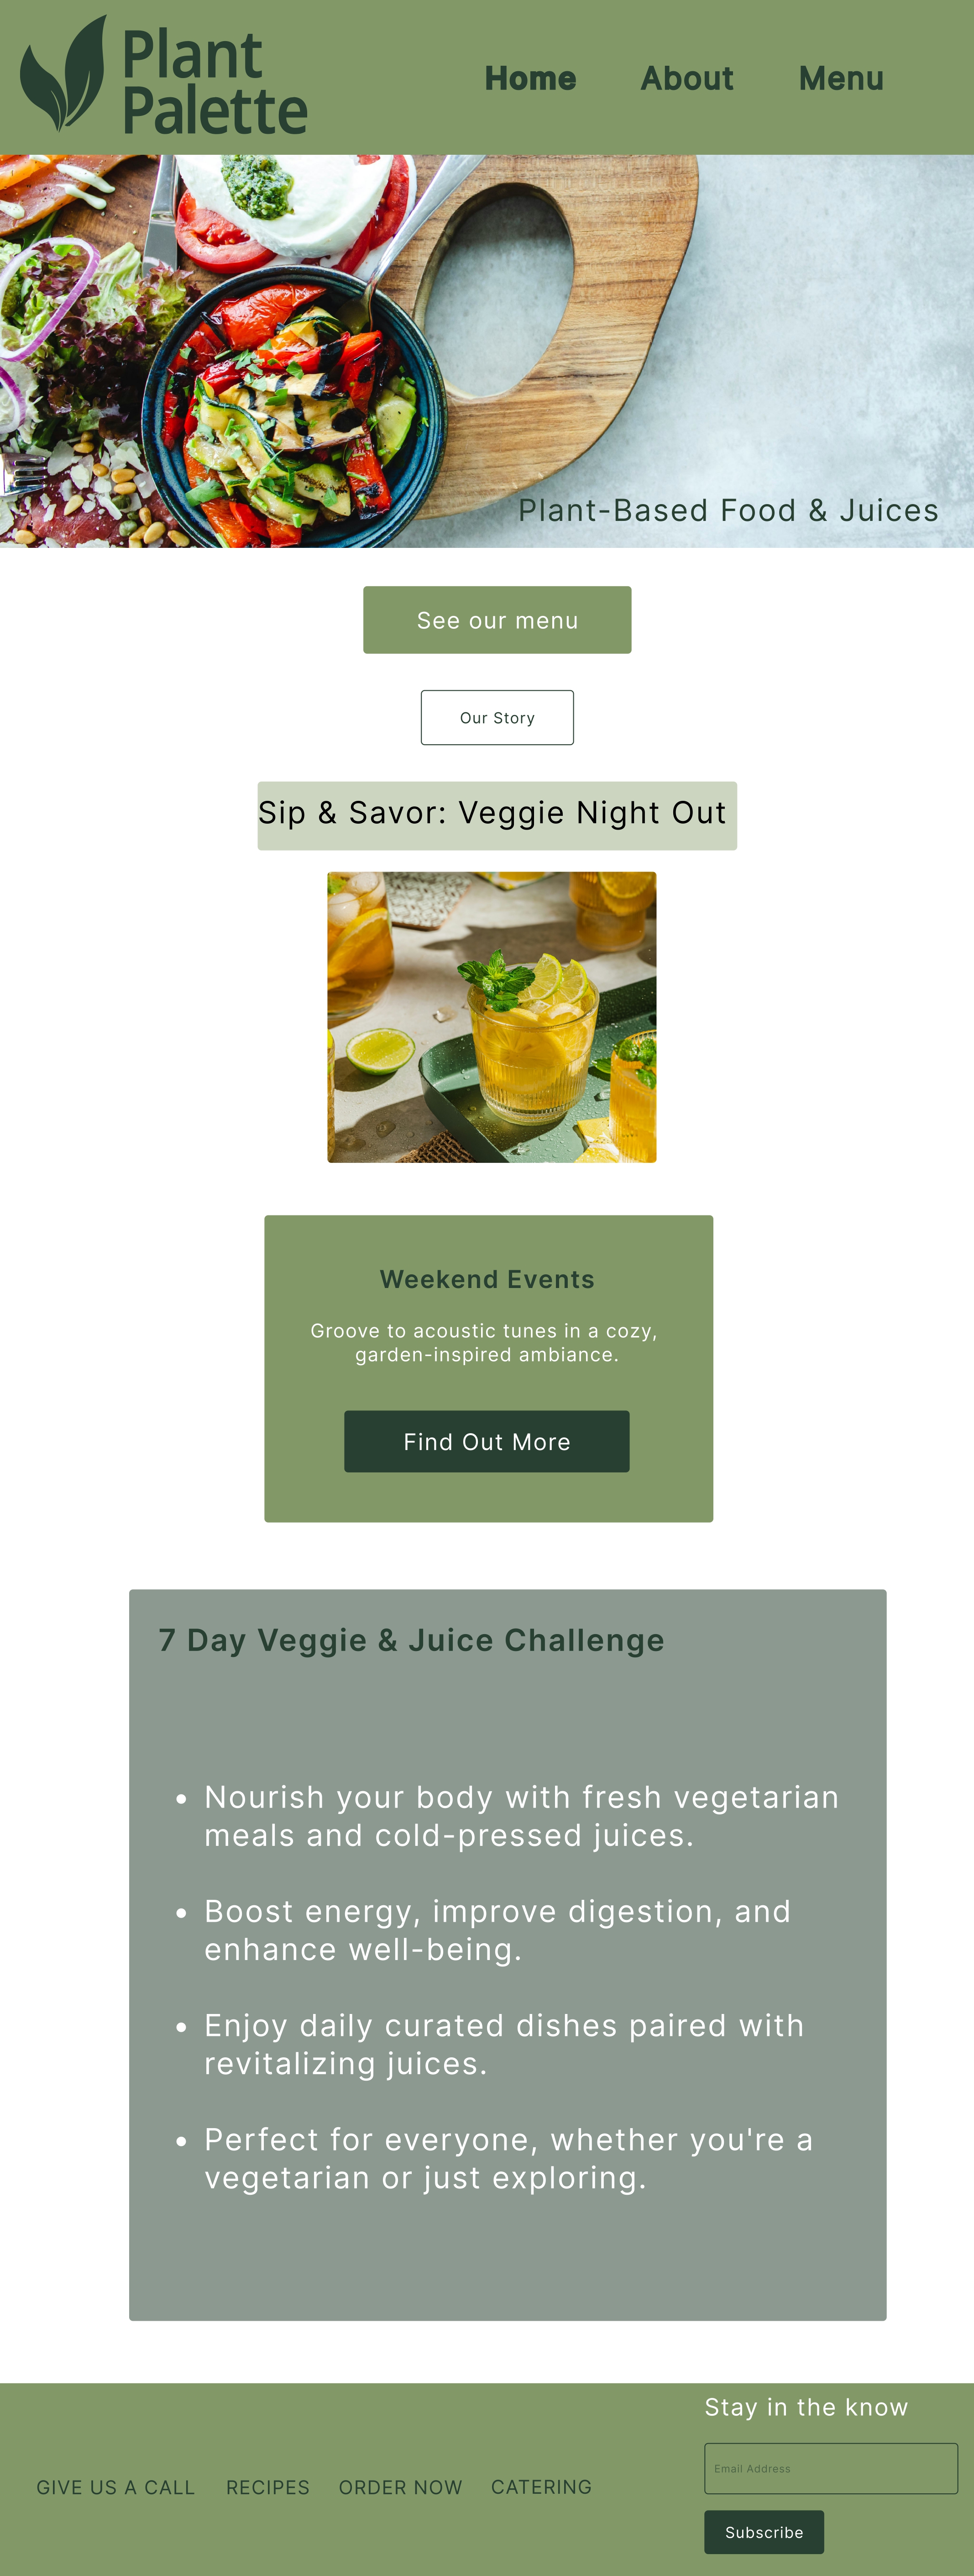 Plant
Palette
Home
About
Menu
Plant-Based Food & Juices
See our menu
Our Story
Sip & Savor: Veggie Night Out
Weekend Events
Groove to acoustic tunes in a cozy,
garden-inspired ambiance.
Find Out More
7 Day Veggie & Juice Challenge
• Nourish your body with fresh vegetarian
meals and cold-pressed juices.
• Boost energy, improve digestion, and
enhance well-being.
• Enjoy daily curated dishes paired with
revitalizing juices.
• Perfect for everyone, whether you're a
vegetarian or just exploring.
GIVE US A CALL
RECIPES
ORDER NOW
CATERING
Stay in the know
Email Address
Subscribe